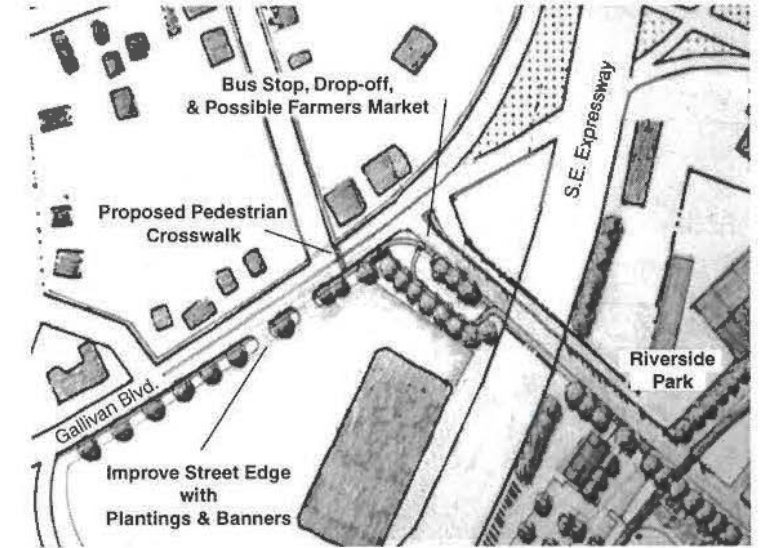 Bus Stop, Drop-off,
& Possible Farmers Market
S.E. Expressway
Proposed Pedestrian
Crosswalk
Riverside
Park
Gallivan Blvd.
Improve Street Edge
with
Plantings & Banners